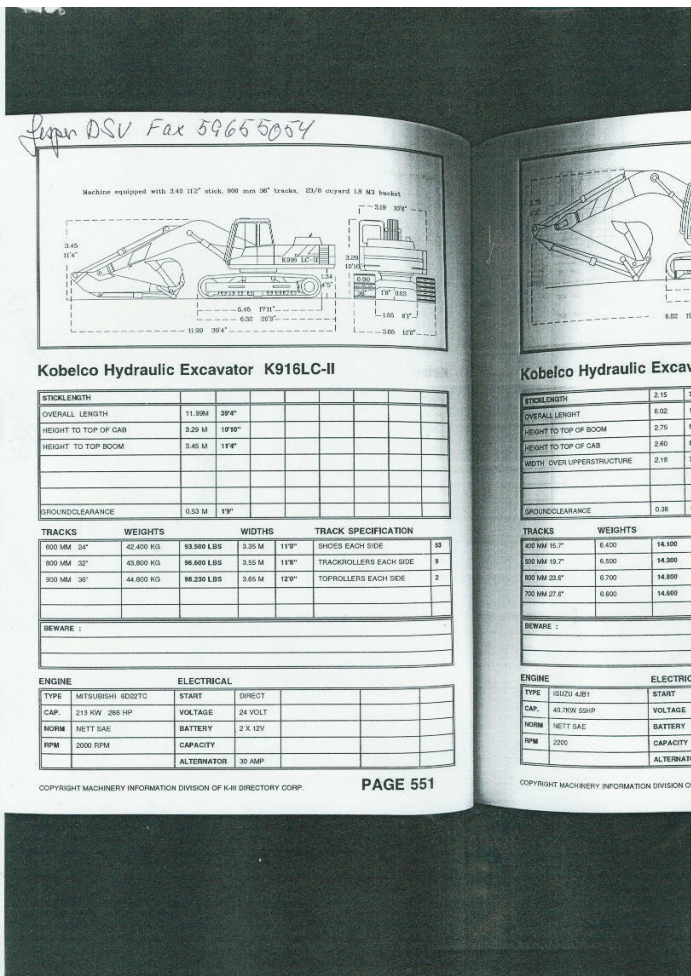 DSV Fax 59655054
Machine equipped with 3.40 11'2" stick, 900 mm 36" tracks, 23/8 cuyard 1.8 M3 bucket
3.19 10'6"
3.45
11'4"
K916 LC-II
3.29
10'10"
1.34
4'5"
0.90
36"
1'9" 0.53
5.45 17'11"
6.32 20'9"
11.99 39'4"
1.85 6'1"
3.65 12'0"
Kobelco Hydraulic Excavator K916LC-II
STICKLENGTH
OVERALL LENGTH 11.99M 39'4"
HEIGHT TO TOP OF CAB 3.29 M 10'10"
HEIGHT TO TOP BOOM 3.45 M 11'4"
GROUNDCLEARANCE 0.53 M 1'9"
TRACKS WEIGHTS WIDTHS TRACK SPECIFICATION
600 MM 24" 42.400 KG 93.500 LBS 3.35 M 11'0" SHOES EACH SIDE 53
800 MM 32" 43.800 KG 96.600 LBS 3.55 M 11'8" TRACKROLLERS EACH SIDE 9
900 MM 36" 44.600 KG 98.230 LBS 3.65 M 12'0" TOPROLLERS EACH SIDE 2
BEWARE :
ENGINE ELECTRICAL
TYPE MITSUBISHI 6D22TC START DIRECT
CAP. 213 KW 286 HP VOLTAGE 24 VOLT
NORM NETT SAE BATTERY 2 X 12V
RPM 2000 RPM CAPACITY
ALTERNATOR 30 AMP
COPYRIGHT MACHINERY INFORMATION DIVISION OF K-III DIRECTORY CORP. PAGE 551
6.02
Kobelco Hydraulic Excav
STICKLENGTH 2.15
OVERALL LENGHT 6.02
HEIGHT TO TOP OF BOOM 2.75
HEIGHT TO TOP OF CAB 2.60
WIDTH OVER UPPERSTRUCTURE 2.18
GROUNDCLEARANCE 0.38
TRACKS WEIGHTS
400 MM 15.7" 6.400 14.100
500 MM 19.7" 6.500 14.300
600 MM 23.6" 6.700 14.800
700 MM 27.6" 6.600 14.600
BEWARE :
ENGINE ELECTRIC
TYPE ISUZU 4JB1 START
CAP. 40.7KW 55HP VOLTAGE
NORM NETT SAE BATTERY
RPM 2200 CAPACITY
ALTERNATO
COPYRIGHT MACHINERY INFORMATION DIVISION O